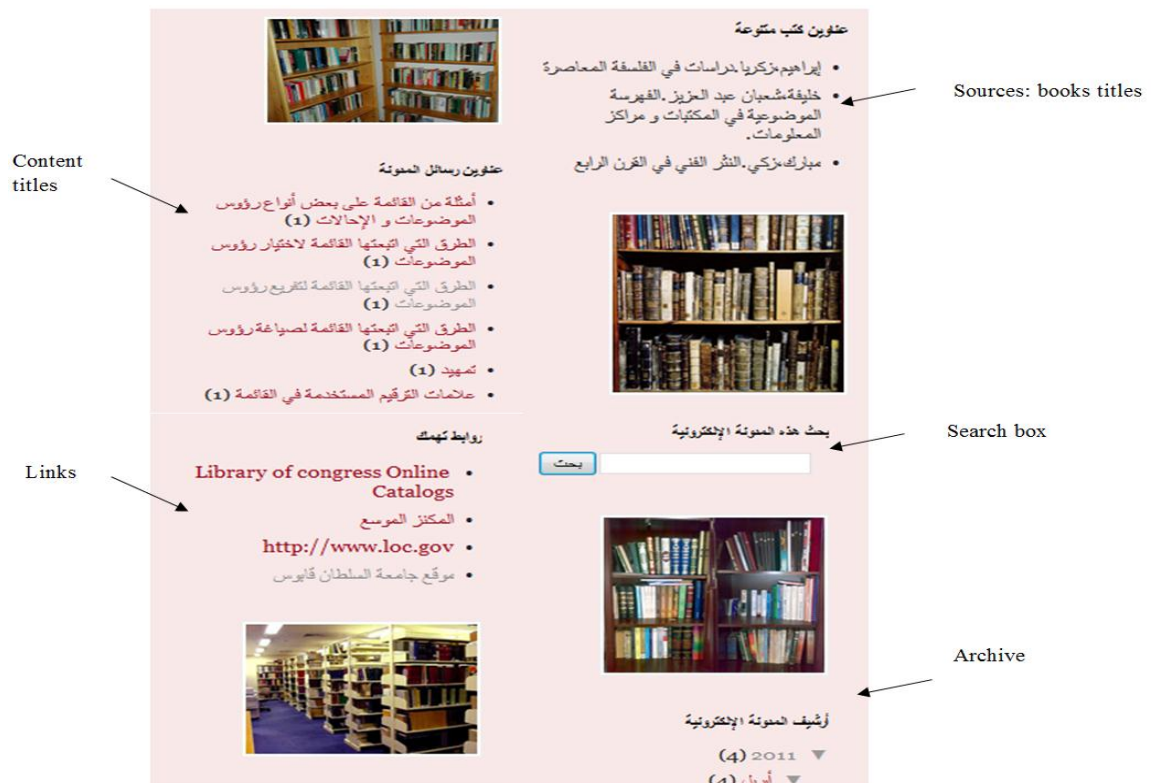 عناوين كتب متنوعة
إبراهيم،زكريا.دراسات في الفلسفة المعاصرة
خليفة،شعبان عبد العزيز.الفهرسة
الموضوعية في المكتبات و مراكز
المعلومات.
مبارك،زكي.النثر الفني في القرن الرابع
Sources: books titles
Content
titles
عناوين رسائل المدونة
أمثلة من القائمة على بعض أنواع رؤوس
الموضوعات و الإحالات (1)
الطرق التي اتبعتها القائمة لاختيار رؤوس
الموضوعات (1)
الطرق التي اتبعتها القائمة لتفريع رؤوس
الموضوعات (1)
الطرق التي اتبعتها القائمة لصياغة رؤوس
الموضوعات (1)
تمهيد (1)
علامات الترقيم المستخدمة في القائمة (1)
بحث هذه المدونة الإلكترونية
بحث
Search box
Links
روابط تهمك
Library of congress Online
Catalogs
المكنز الموسع
http://www.loc.gov
موقع جامعة السلطان قابوس
Archive
أرشيف المدونة الإلكترونية
▼ 2011 (4)
▼ أبريل (4)